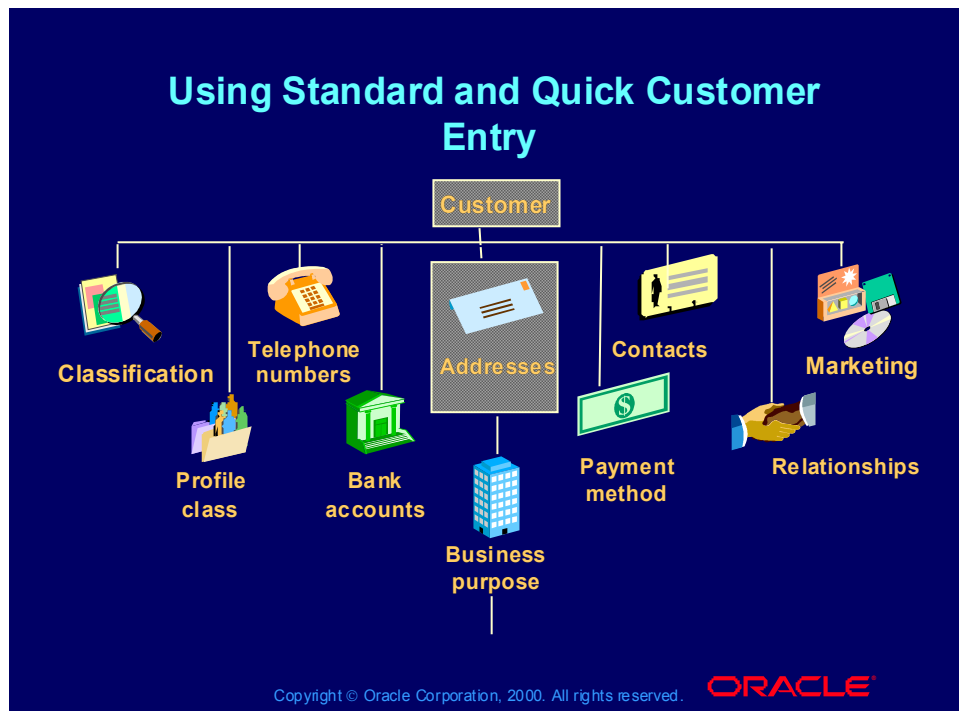 Using Standard and Quick Customer
Entry
Customer
Classification
Telephone
numbers
Addresses
Contacts
Marketing
Profile
class
Bank
accounts
Business
purpose
$
Payment
method
Relationships
Copyright © Oracle Corporation, 2000. All rights reserved.
ORACLE®